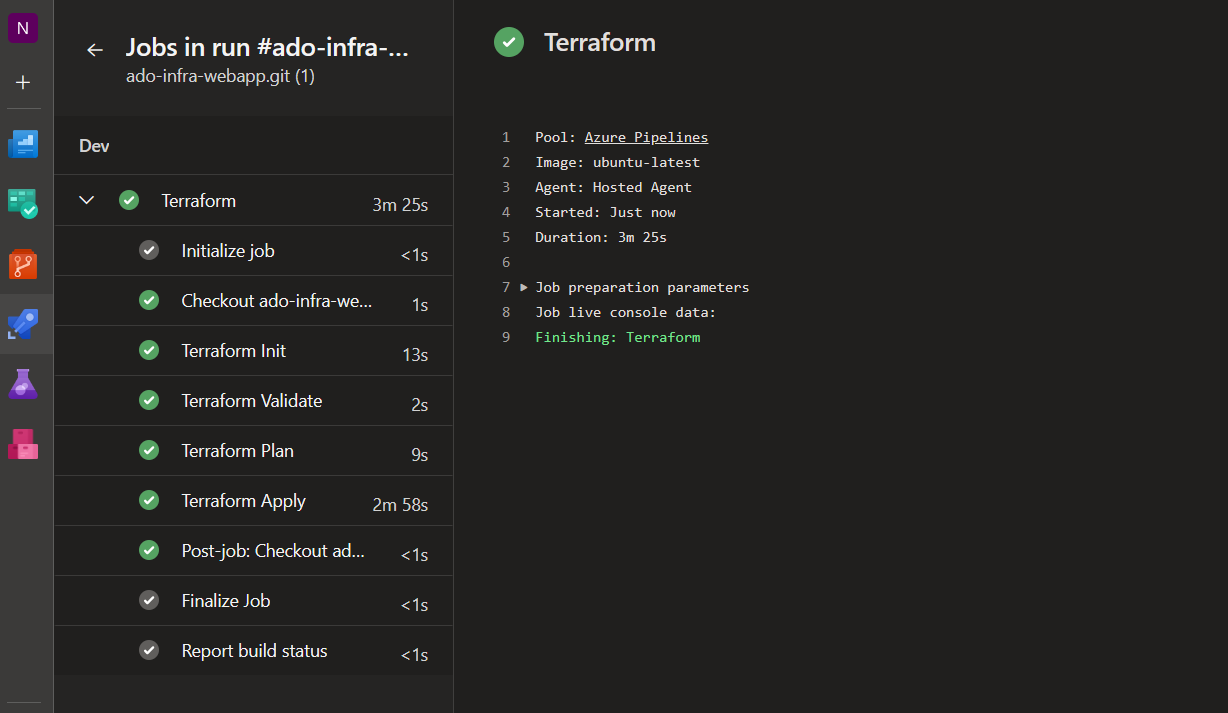 N
Jobs in run #ado-infra-...
ado-infra-webapp.git (1)
Dev
Terraform 3m 25s
Initialize job <1s
Checkout ado-infra-we... 1s
Terraform Init 13s
Terraform Validate 2s
Terraform Plan 9s
Terraform Apply 2m 58s
Post-job: Checkout ad... <1s
Finalize Job <1s
Report build status <1s
Terraform
1 Pool: Azure Pipelines
2 Image: ubuntu-latest
3 Agent: Hosted Agent
4 Started: Just now
5 Duration: 3m 25s
6
7 Job preparation parameters
8 Job live console data:
9 Finishing: Terraform